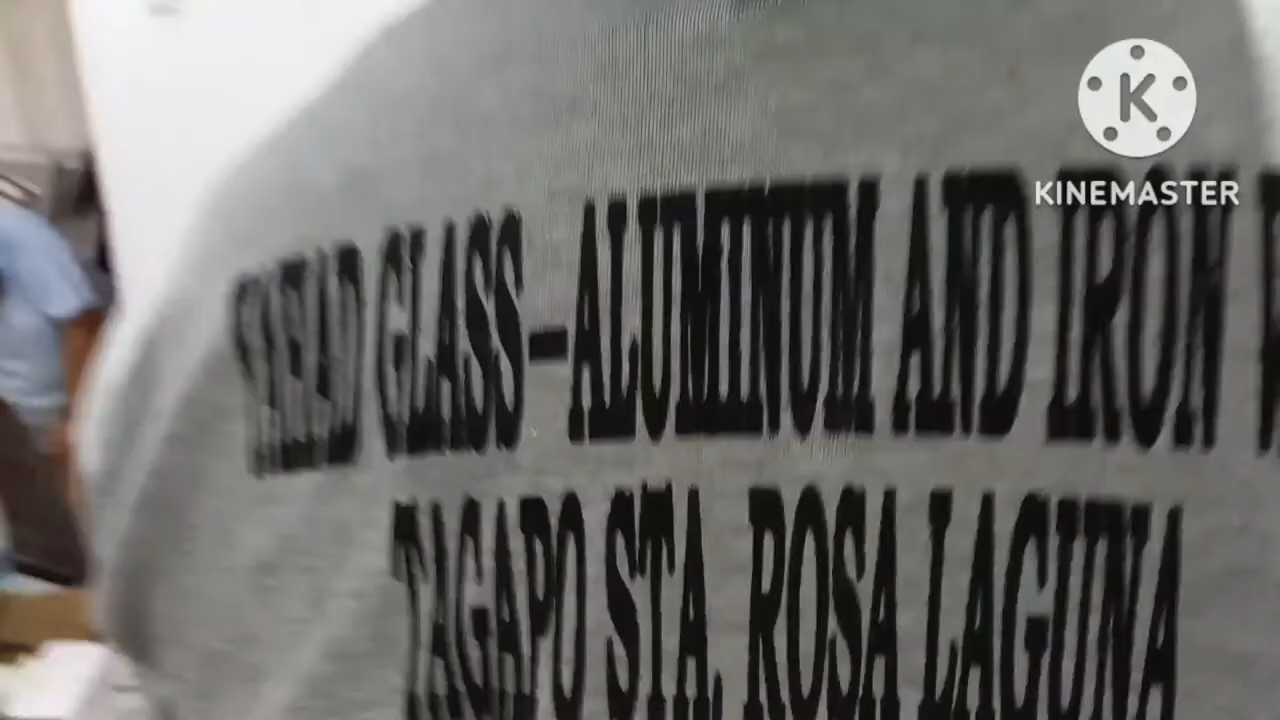 K
KINEMASTER
GLASS-ALUMINUM AND IRON
TAGAPO STA. ROSA LAGUNA